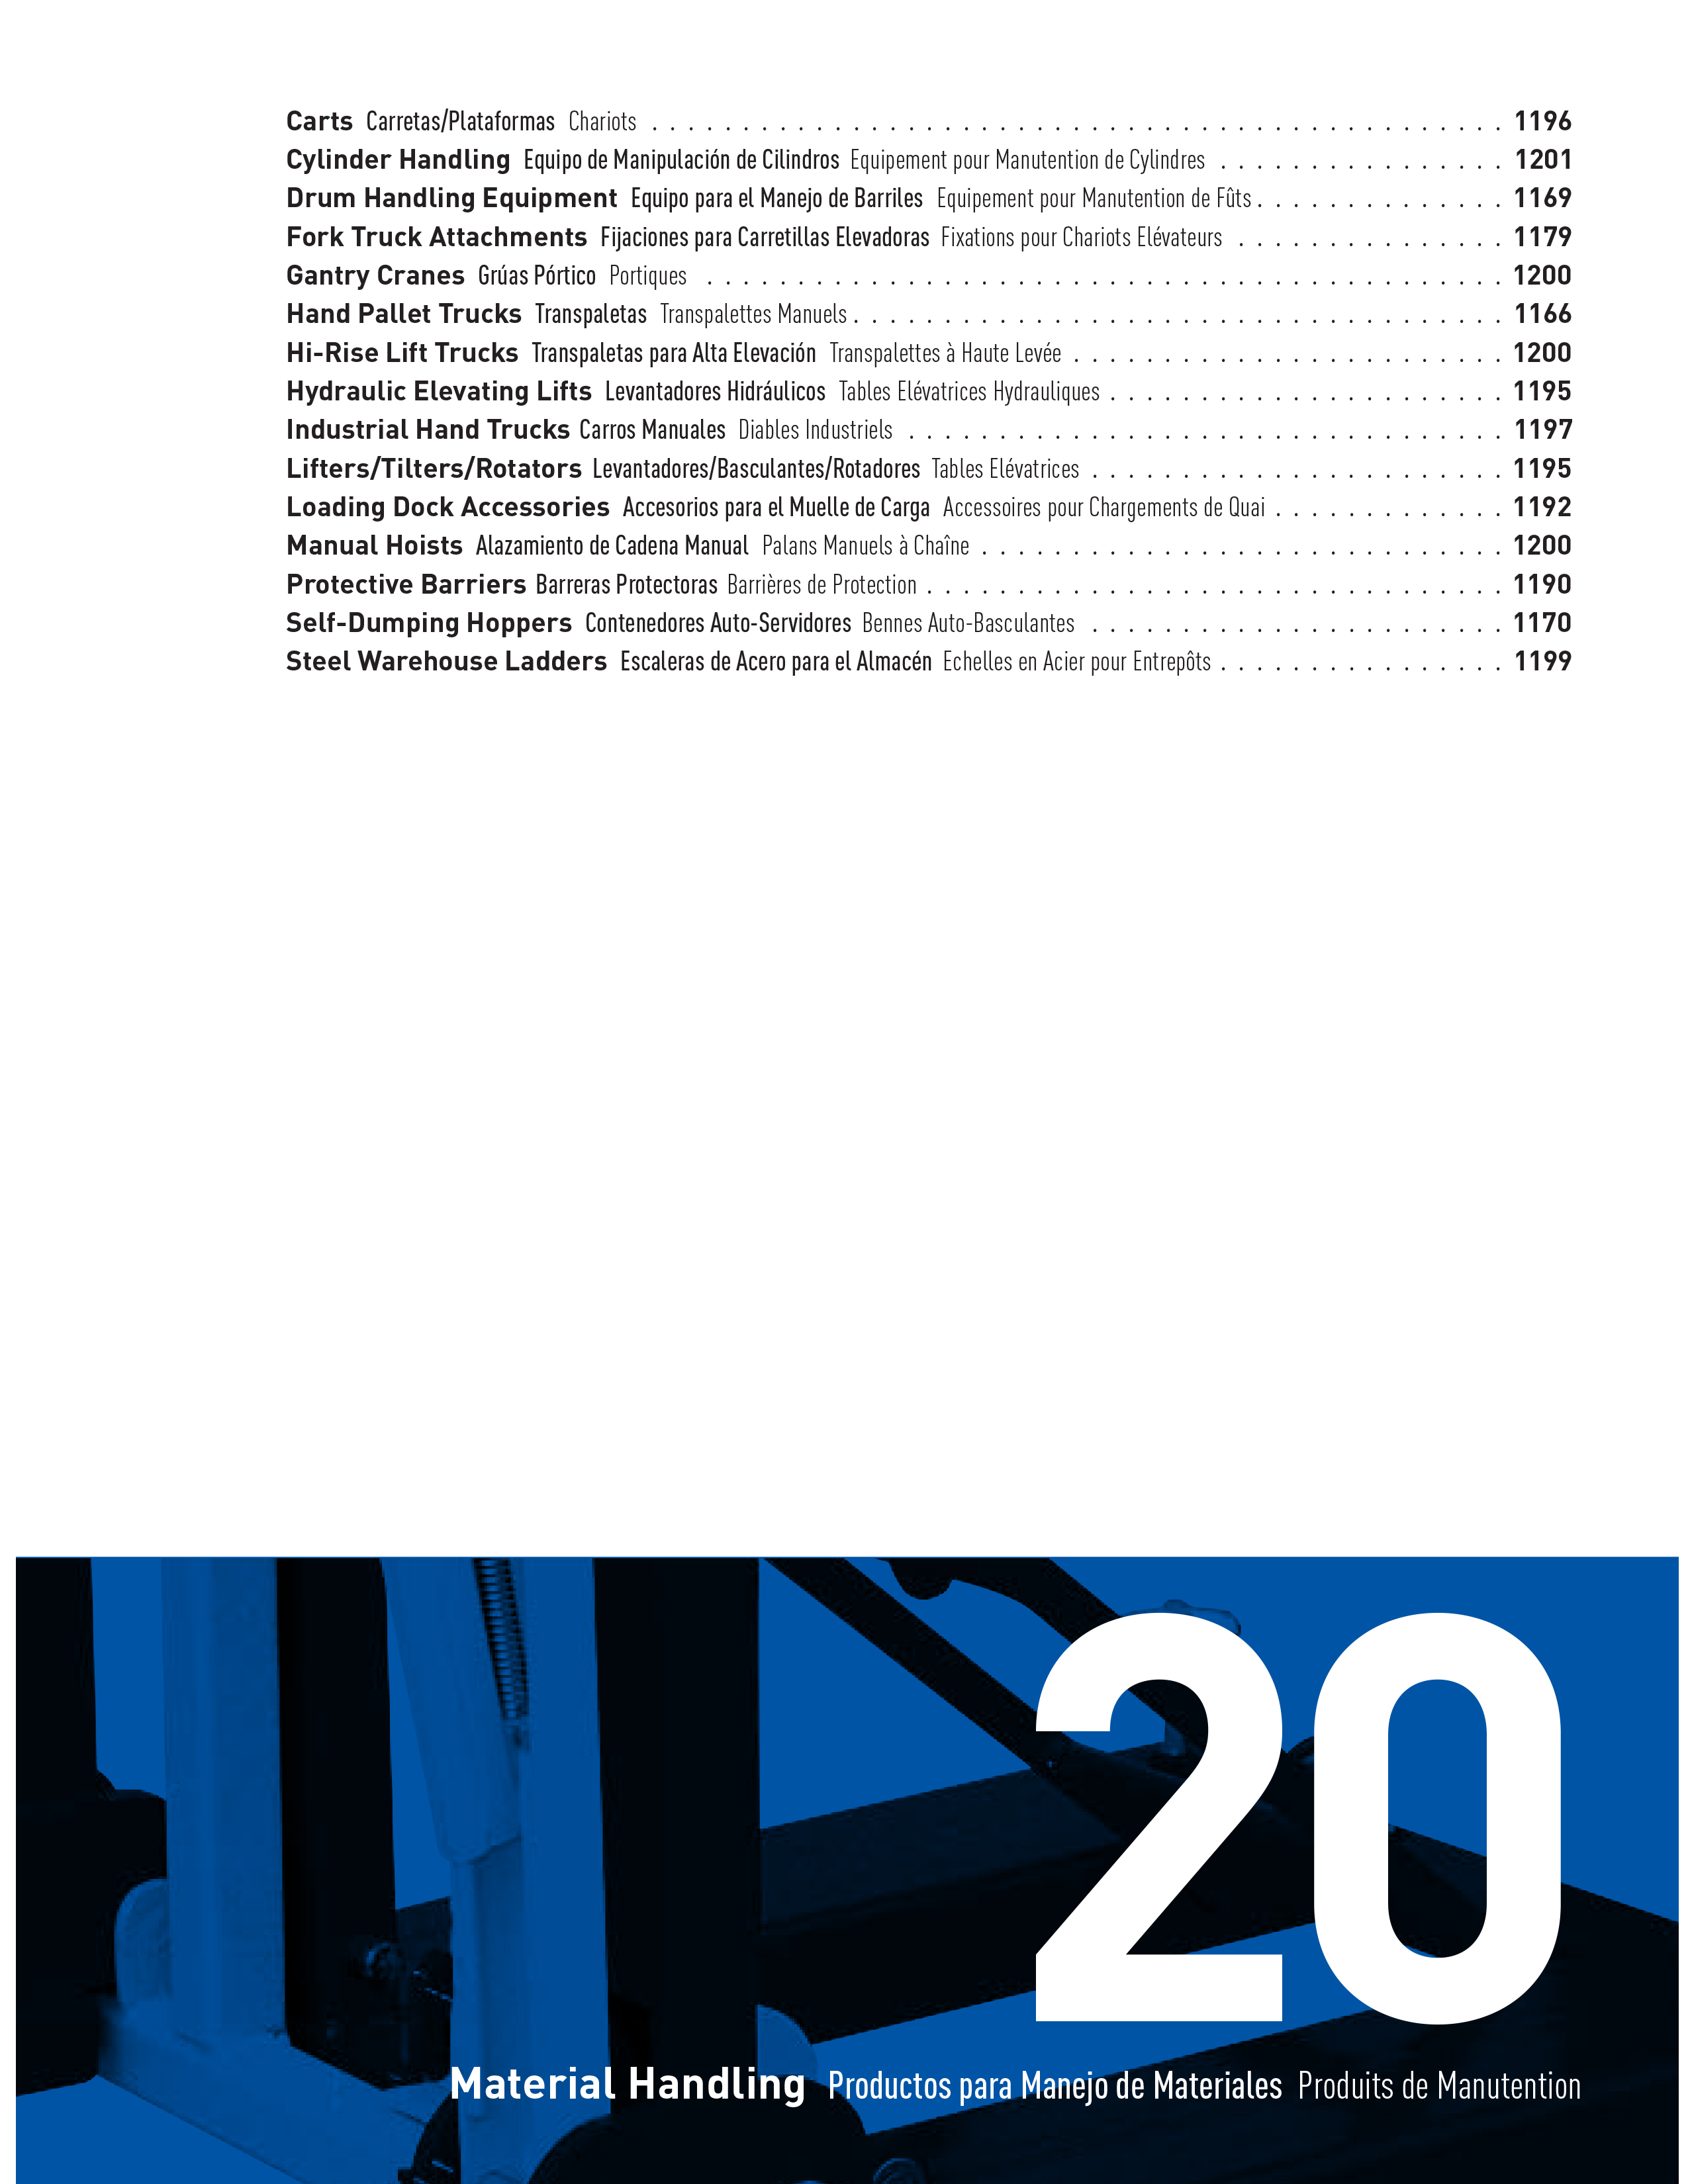 Carts Carretas/Plataformas Chariots . . . . . . . . . . . . . . . . . . . . . . . . . . . . . . . . . . . . . . . . . . . . . . . 1196
Cylinder Handling Equipo de Manipulación de Cilindros Equipement pour Manutention de Cylindres . . . . . . . . . . . . . . . . 1201
Drum Handling Equipment Equipo para el Manejo de Barriles Equipement pour Manutention de Fûts . . . . . . . . . . . . . . 1169
Fork Truck Attachments Fijaciones para Carretillas Elevadoras Fixations pour Chariots Elévateurs . . . . . . . . . . . . . . . 1179
Gantry Cranes Grúas Pórtico Portiques . . . . . . . . . . . . . . . . . . . . . . . . . . . . . . . . . . . . . . . . . . . . 1200
Hand Pallet Trucks Transpaletas Transpalettes Manuels . . . . . . . . . . . . . . . . . . . . . . . . . . . . . . . . . . . . 1166
Hi-Rise Lift Trucks Transpaletas para Alta Elevación Transpalettes à Haute Levée . . . . . . . . . . . . . . . . . . . . . . . . 1200
Hydraulic Elevating Lifts Levantadores Hidráulicos Tables Elévatrices Hydrauliques . . . . . . . . . . . . . . . . . . . . . . 1195
Industrial Hand Trucks Carros Manuales Diables Industriels . . . . . . . . . . . . . . . . . . . . . . . . . . . . . . . . . 1197
Lifters/Tilters/Rotators Levantadores/Basculantes/Rotadores Tables Elévatrices . . . . . . . . . . . . . . . . . . . . . . . 1195
Loading Dock Accessories Accesorios para el Muelle de Carga Accessoires pour Chargements de Quai . . . . . . . . . . . . . 1192
Manual Hoists Alazamiento de Cadena Manual Palans Manuels à Chaîne . . . . . . . . . . . . . . . . . . . . . . . . . . . . . 1200
Protective Barriers Barreras Protectoras Barrières de Protection . . . . . . . . . . . . . . . . . . . . . . . . . . . . . . . . 1190
Self-Dumping Hoppers Contenedores Auto-Servidores Bennes Auto-Basculantes . . . . . . . . . . . . . . . . . . . . . . . 1170
Steel Warehouse Ladders Escaleras de Acero para el Almacén Echelles en Acier pour Entrepôts . . . . . . . . . . . . . . . . 1199
20
Material Handling Productos para Manejo de Materiales Produits de Manutention